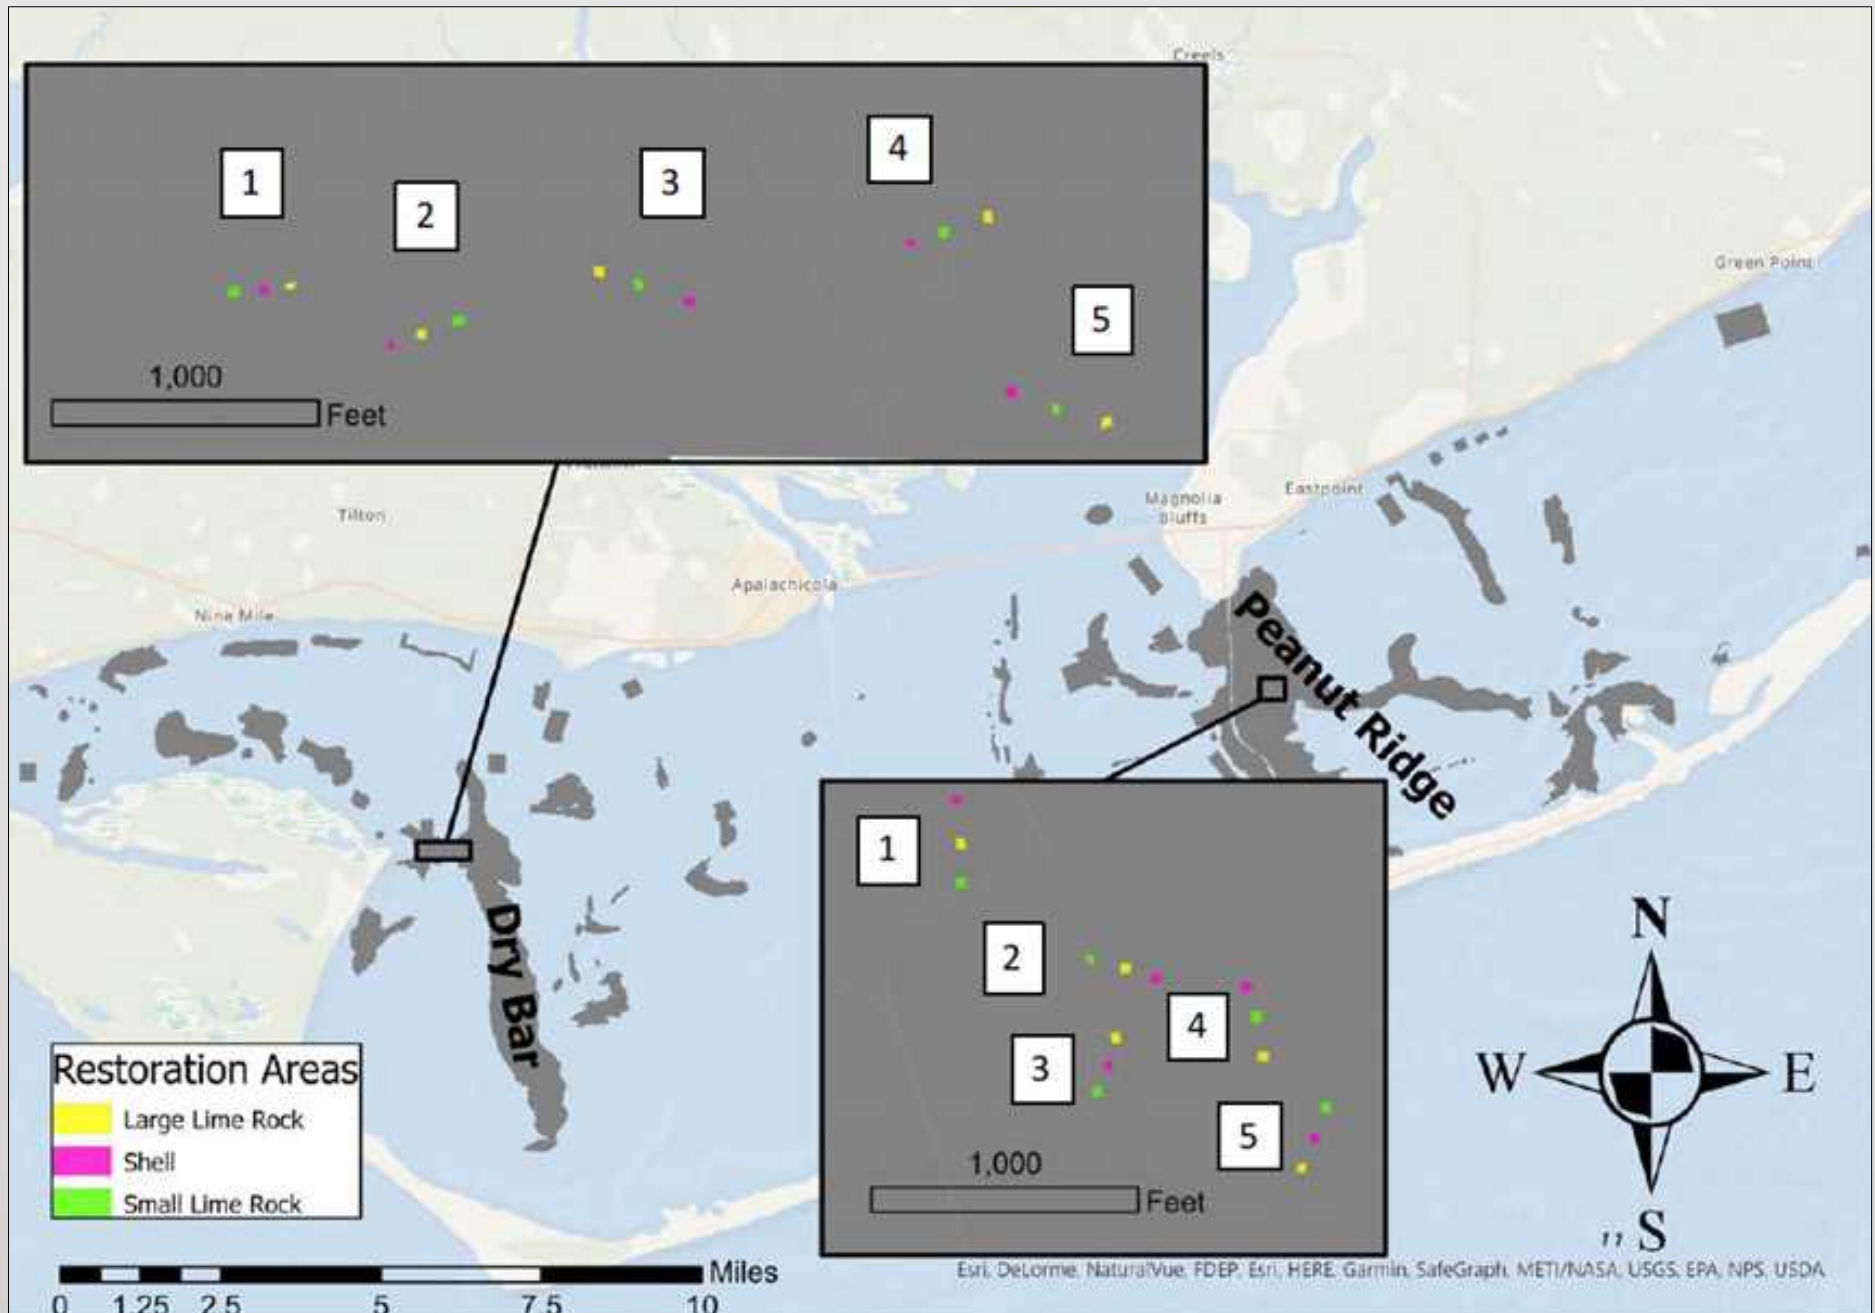 Creels
1
2
3
4
5
1,000
Feet
Green Point
Tilton
Magnolia
Bluffs
Eastpoint
Apalachicola
Nine Mile
Peanut Ridge
Dry Bar
1
2
3
4
5
1,000
Feet
N
W
E
S
Restoration Areas
Large Lime Rock
Shell
Small Lime Rock
Miles
0 1.25 2.5 5 7.5 10
11
Esri, DeLorme, NaturalVue, FDEP, Esri, HERE, Garmin, SafeGraph, METI/NASA, USGS, EPA, NPS, USDA